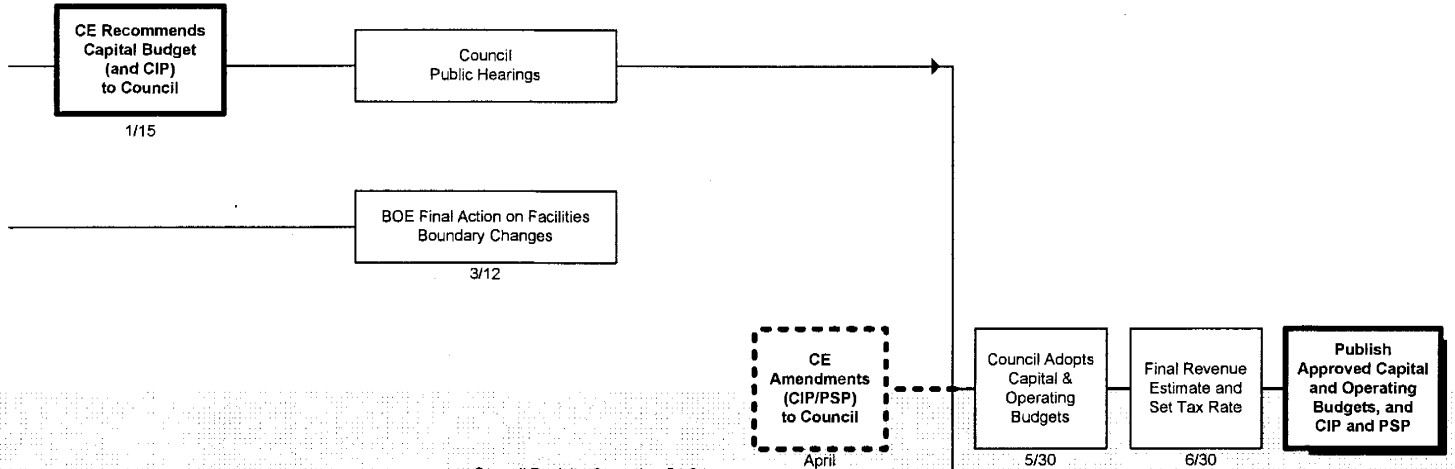 CE Recommends
Capital Budget
(and CIP)
to Council
1/15
Council
Public Hearings
BOE Final Action on Facilities
Boundary Changes
3/12
CE
Amendments
(CIP/PSP)
to Council
April
Council Adopts
Capital &
Operating
Budgets
5/30
Final Revenue
Estimate and
Set Tax Rate
6/30
Publish
Approved Capital
and Operating
Budgets, and
CIP and PSP